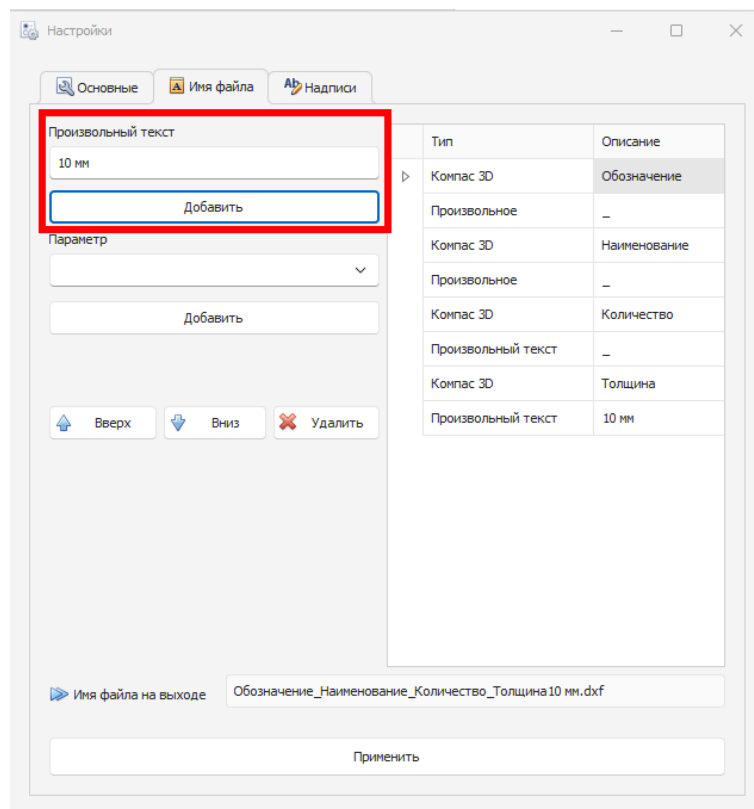 Настройки
Основные
Имя файла
Надписи
Произвольный текст
10 мм
Добавить
Параметр
Добавить
Вверх
Вниз
Удалить
Тип Описание
Компас 3D Обозначение
Произвольное _
Компас 3D Наименование
Произвольное _
Компас 3D Количество
Произвольный текст _
Компас 3D Толщина
Произвольный текст 10 мм
Имя файла на выходе Обозначение_Наименование_Количество_Толщина10 мм.dxf
Применить